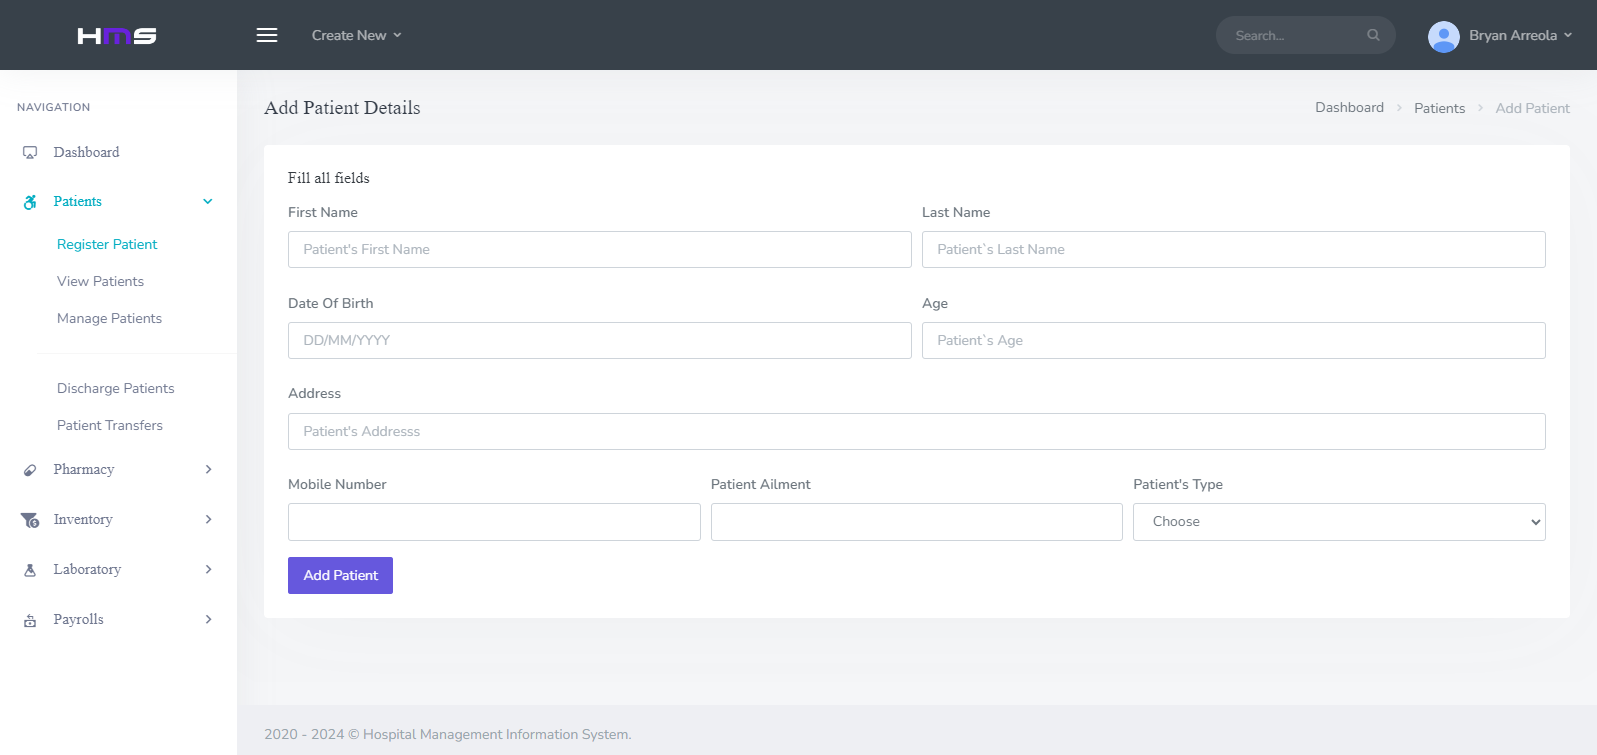 HMS
Create New
Search...
Bryan Arreola
NAVIGATION
Dashboard
Patients
Register Patient
View Patients
Manage Patients
Discharge Patients
Patient Transfers
Pharmacy
Inventory
Laboratory
Payrolls
Add Patient Details
Dashboard > Patients > Add Patient
Fill all fields
First Name
Patient's First Name
Last Name
Patient`s Last Name
Date Of Birth
DD/MM/YYYY
Age
Patient`s Age
Address
Patient's Addresss
Mobile Number
Patient Ailment
Patient's Type
Choose
Add Patient
2020 - 2024 © Hospital Management Information System.